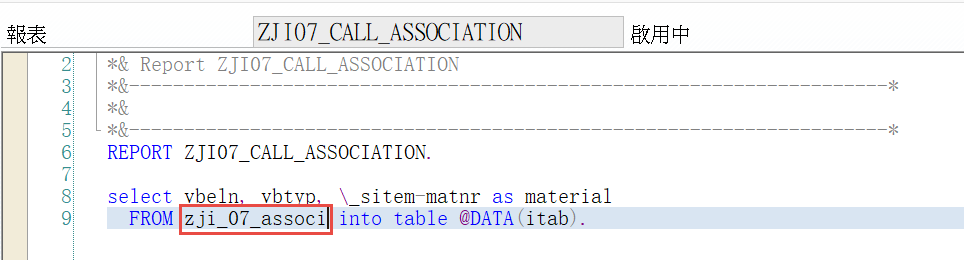 報表 ZJI07_CALL_ASSOCIATION 啟用中
2 *& Report ZJI07_CALL_ASSOCIATION
3 *&---------------------------------------------------------------------*
4 *&
5 *&---------------------------------------------------------------------*
6 REPORT ZJI07_CALL_ASSOCIATION.
7
8 select vbeln, vbtyp, \_sitem-matnr as material
9 FROM zji_07_associ into table @DATA(itab).